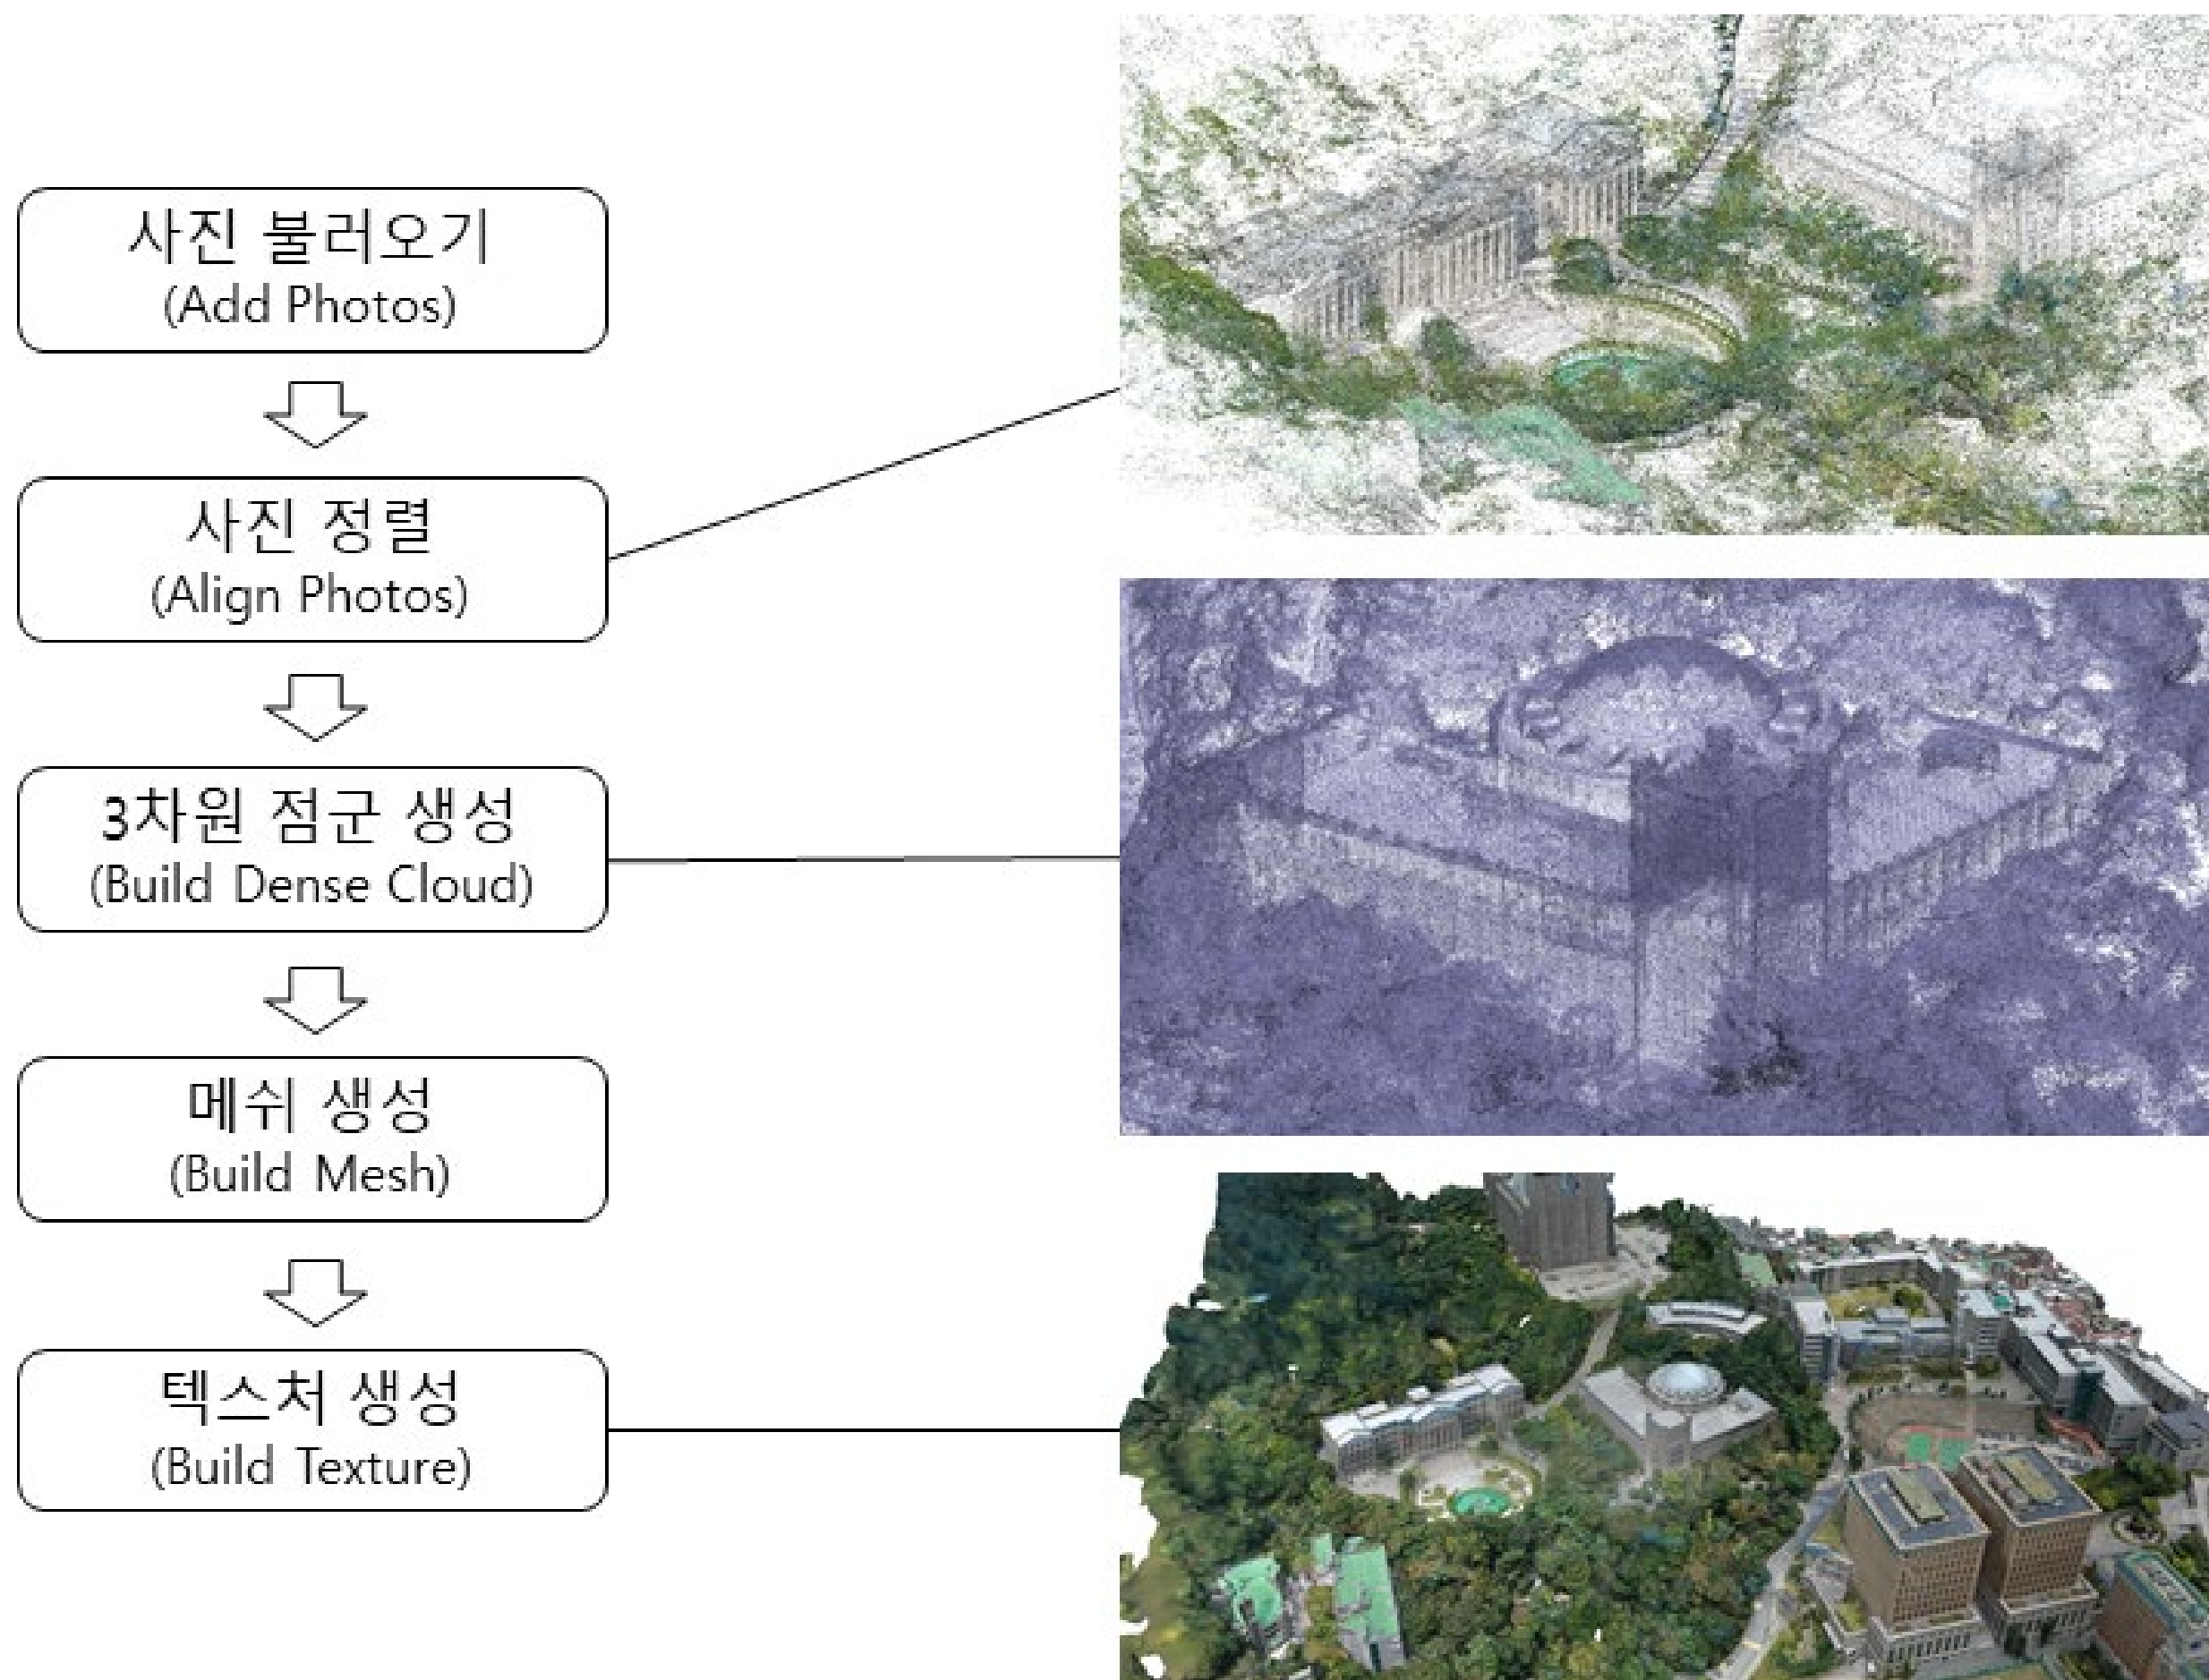 사진 불러오기
(Add Photos)
사진 정렬
(Align Photos)
3차원 점군 생성
(Build Dense Cloud)
메쉬 생성
(Build Mesh)
텍스처 생성
(Build Texture)